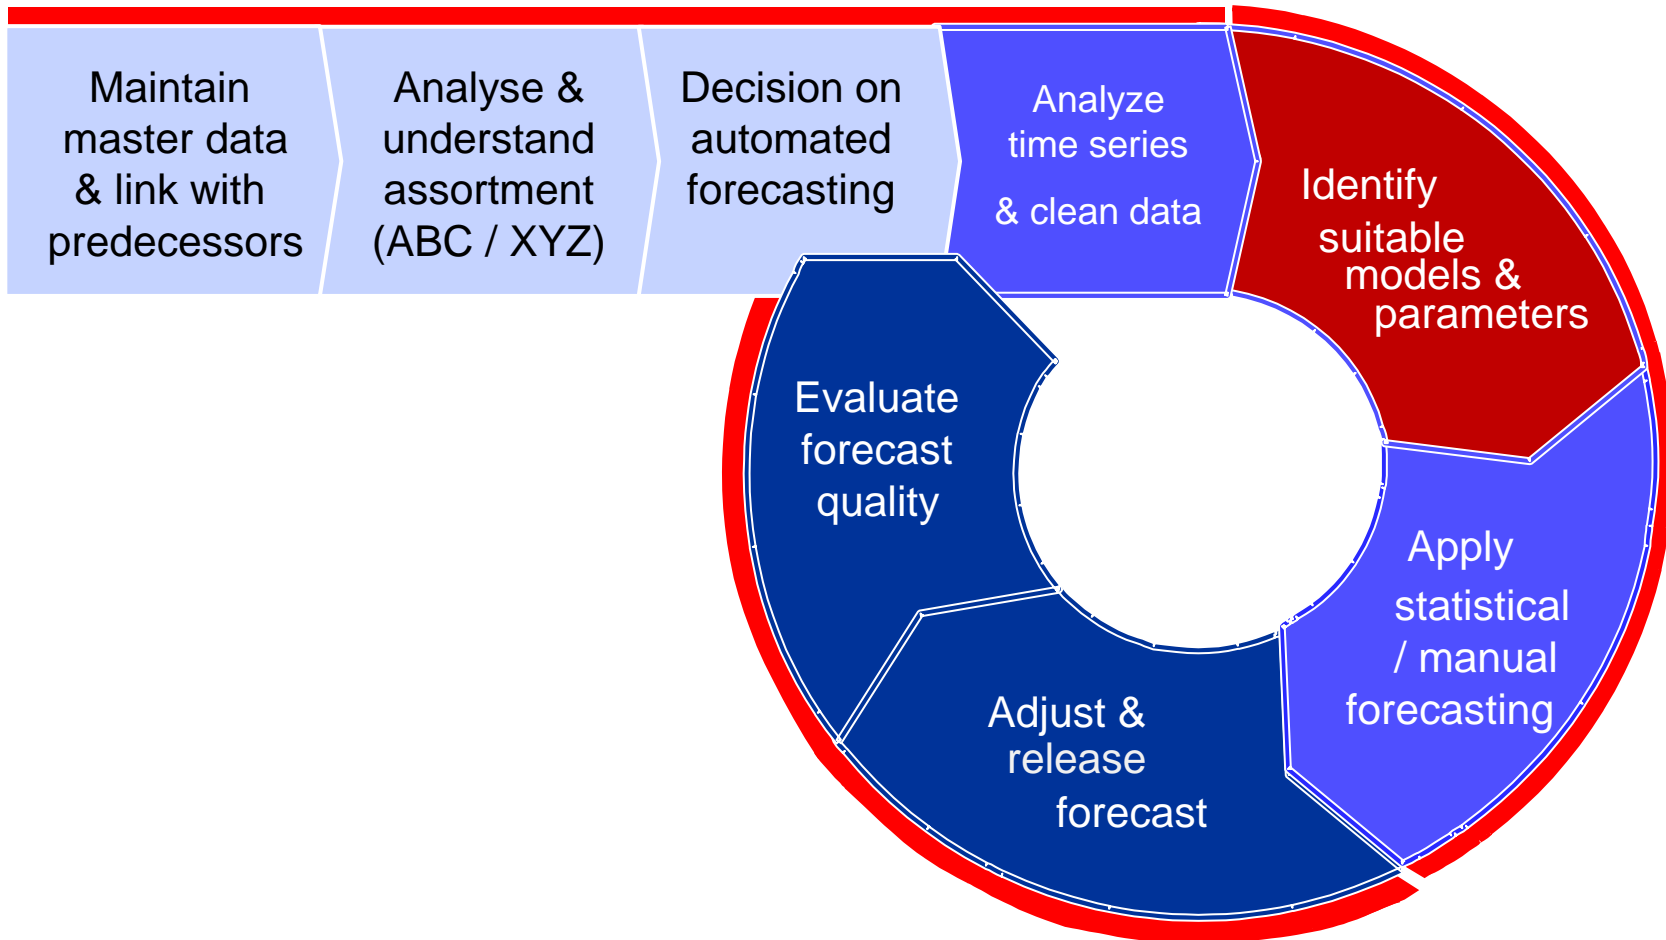 Maintain
master data
& link with
predecessors
Analyse &
understand
assortment
(ABC / XYZ)
Decision on
automated
forecasting
Analyze
time series
& clean data
Identify
suitable
models &
parameters
Apply
statistical
/ manual
forecasting
Adjust &
release
forecast
Evaluate
forecast
quality